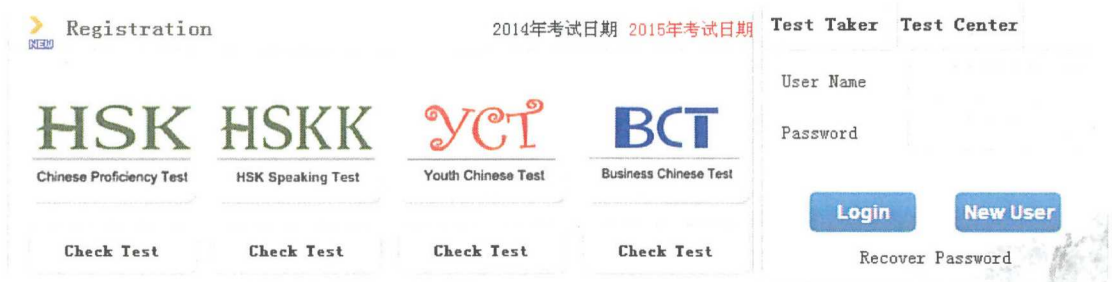 NEW
Registration
2014年考试日期 2015年考试日期
HSK
Chinese Proficiency Test
Check Test
HSKK
HSK Speaking Test
Check Test
YCT
Youth Chinese Test
Check Test
BCT
Business Chinese Test
Check Test
Test Taker Test Center
User Name
Password
Login New User
Recover Password